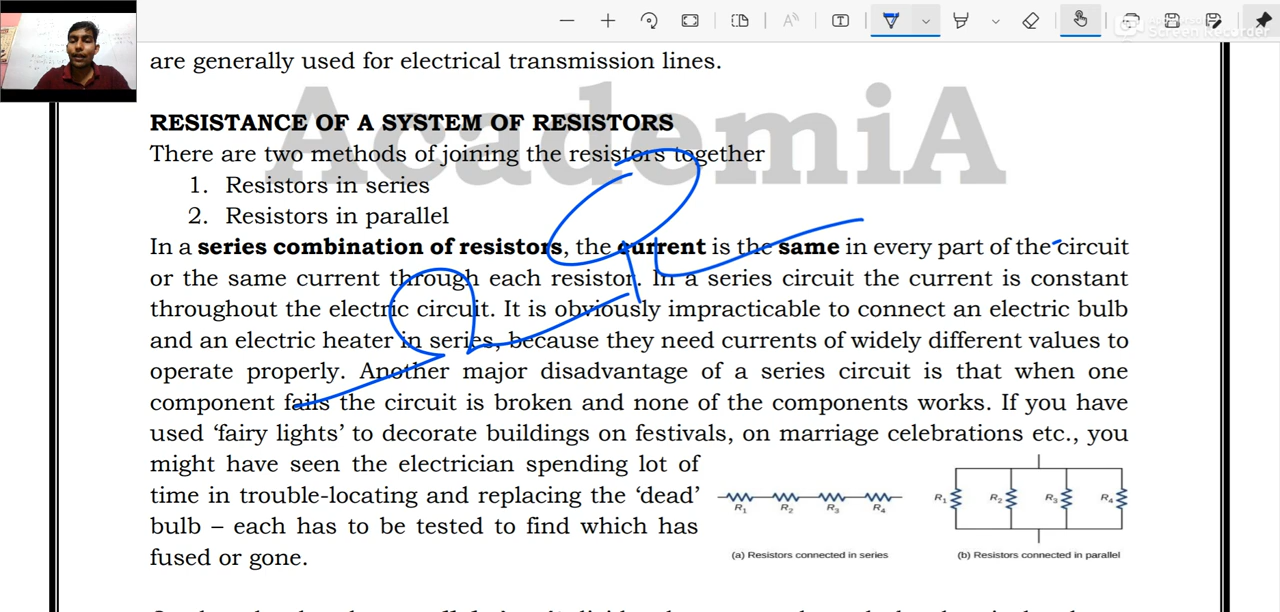 Screen Recorder
are generally used for electrical transmission lines.
AcademiA
RESISTANCE OF A SYSTEM OF RESISTORS
There are two methods of joining the resistors together
1. Resistors in series
2. Resistors in parallel
In a series combination of resistors, the current is the same in every part of the circuit
or the same current through each resistor. In a series circuit the current is constant
throughout the electric circuit. It is obviously impracticable to connect an electric bulb
and an electric heater in series, because they need currents of widely different values to
operate properly. Another major disadvantage of a series circuit is that when one
component fails the circuit is broken and none of the components works. If you have
used ‘fairy lights’ to decorate buildings on festivals, on marriage celebrations etc., you
might have seen the electrician spending lot of
time in trouble-locating and replacing the ‘dead’
bulb – each has to be tested to find which has
fused or gone.
R1 R2 R3 R4
(a) Resistors connected in series
R1 R2 R3 R4
(b) Resistors connected in parallel